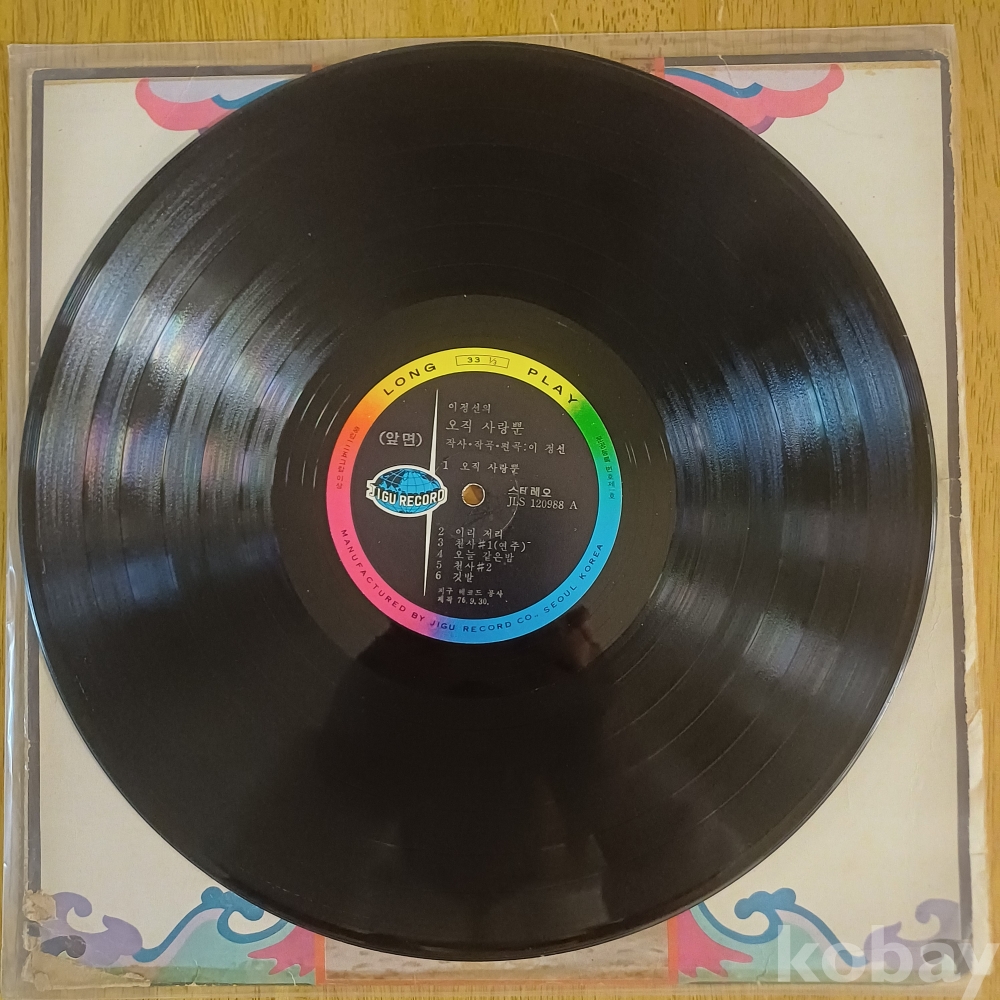 LONG 33 1/3 PLAY
이정선의
오직 사랑뿐
(앞면)
작사·작곡·편곡:이 정선
1 오직 사랑뿐
JIGU RECORD
스테레오
JLS 120988 A
2 이리 저리
3 천사#1(연주)
4 오늘 같은밤
5 천사#2
6 깃발
지구 레코드 공사
제작 76.9.30.
MANUFACTURED BY JIGU RECORD CO., SEOUL KOREA
kobay